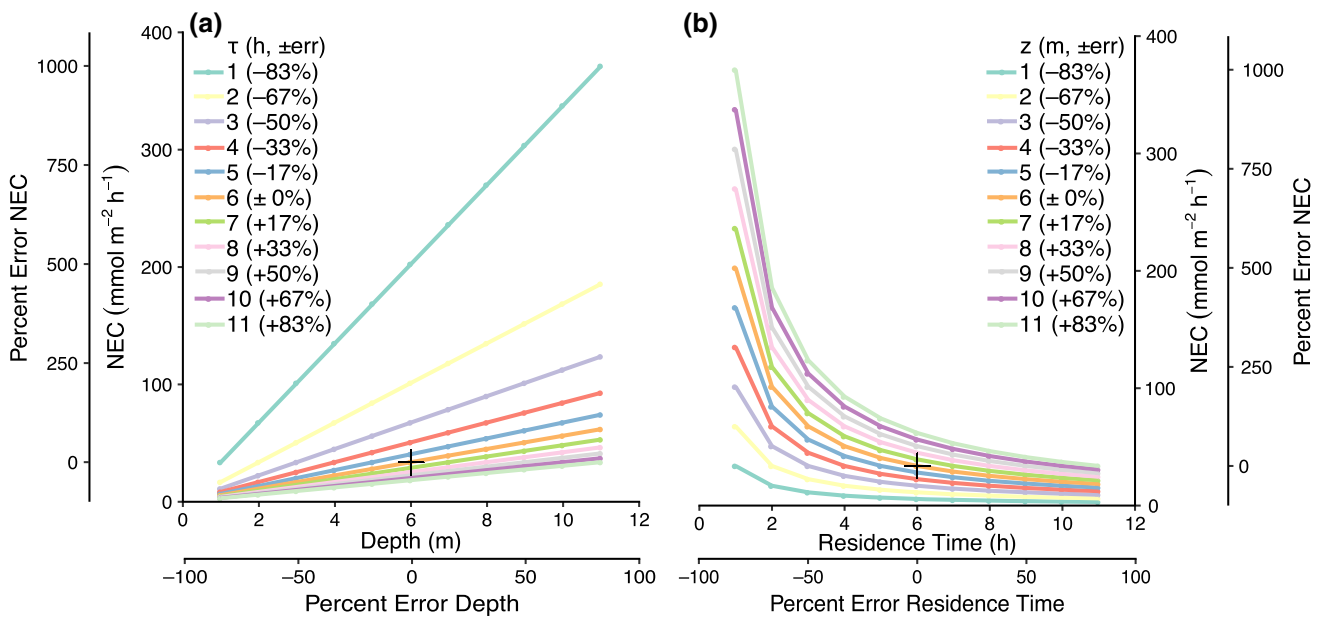 (a)
τ (h, ±err)
1 (−83%)
2 (−67%)
3 (−50%)
4 (−33%)
5 (−17%)
6 (± 0%)
7 (+17%)
8 (+33%)
9 (+50%)
10 (+67%)
11 (+83%)
Percent Error NEC
1000
750
500
250
0
NEC (mmol m−2 h−1)
400
300
200
100
0
0 2 4 6 8 10 12
Depth (m)
−100 −50 0 50 100
Percent Error Depth
(b)
z (m, ±err)
1 (−83%)
2 (−67%)
3 (−50%)
4 (−33%)
5 (−17%)
6 (± 0%)
7 (+17%)
8 (+33%)
9 (+50%)
10 (+67%)
11 (+83%)
400
300
200
100
0
NEC (mmol m−2 h−1)
1000
750
500
250
0
Percent Error NEC
0 2 4 6 8 10 12
Residence Time (h)
−100 −50 0 50 100
Percent Error Residence Time